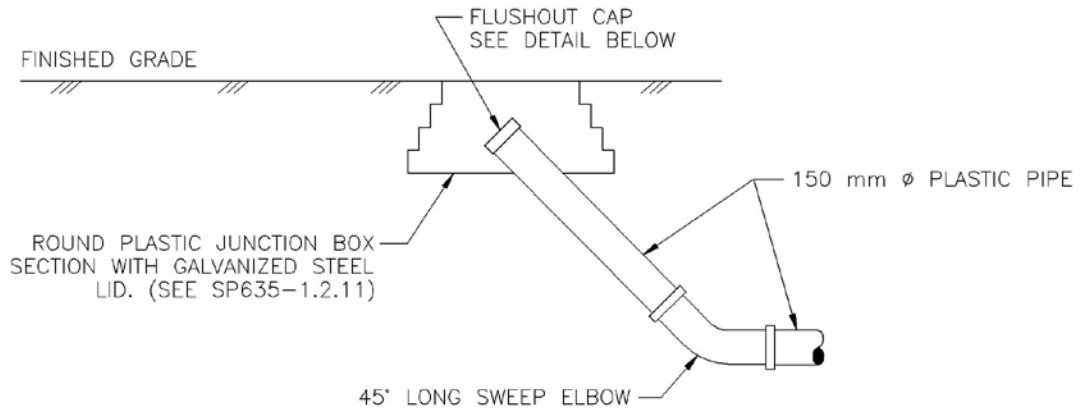 FLUSHOUT CAP
SEE DETAIL BELOW
FINISHED GRADE
150 mm ø PLASTIC PIPE
ROUND PLASTIC JUNCTION BOX
SECTION WITH GALVANIZED STEEL
LID. (SEE SP635-1.2.11)
45° LONG SWEEP ELBOW